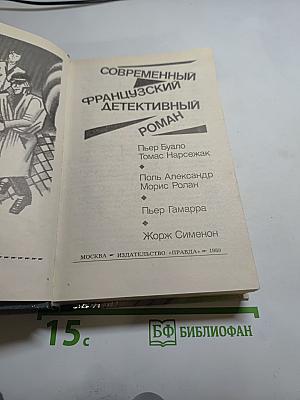 СОВРЕМЕННЫЙ
ФРАНЦУЗСКИЙ
ДЕТЕКТИВНЫЙ
РОМАН
Пьер Буало
Томас Нарсежак
Поль Александр
Морис Ролан
Пьер Гамарра
Жорж Сименон
МОСКВА — ИЗДАТЕЛЬСТВО «ПРАВДА» — 1989
15 с
БФ БИБЛИОФАН